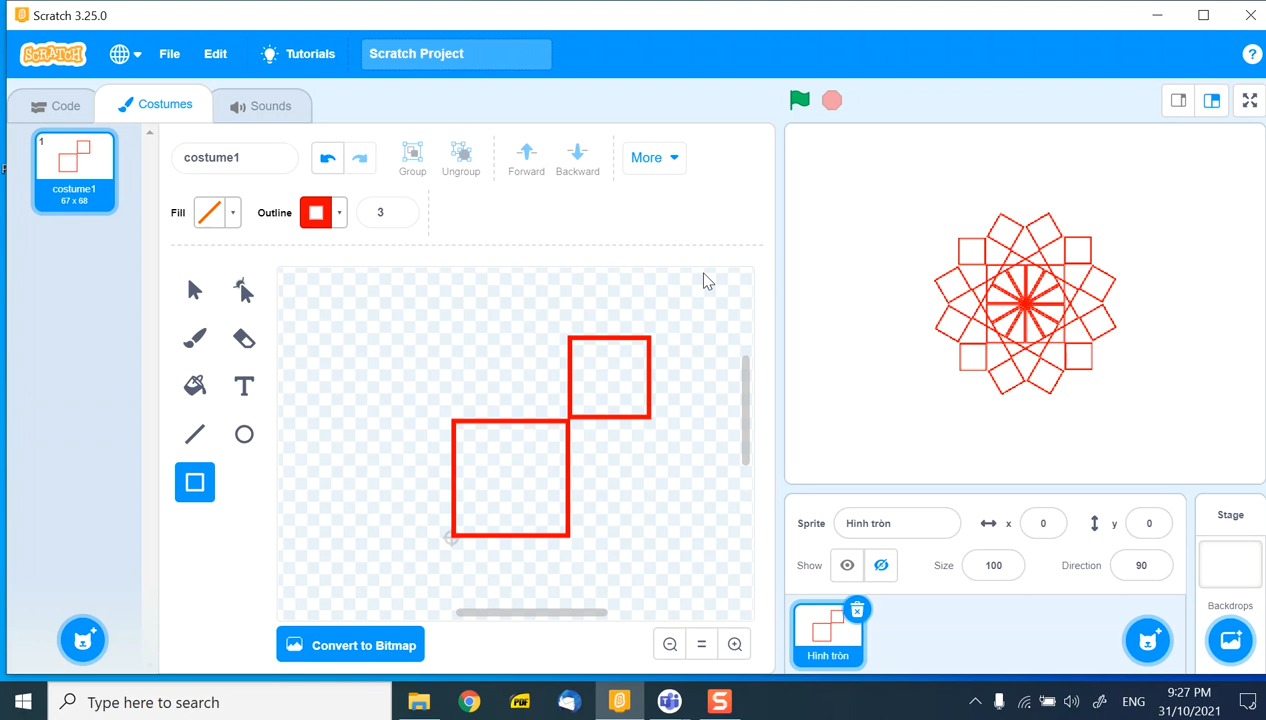 Scratch 3.25.0
SCRATCH
File
Edit
Tutorials
Scratch Project
?
Code
Costumes
Sounds
1
costume1
67 x 68
costume1
Group
Ungroup
Forward
Backward
More
Fill
Outline
3
T
Convert to Bitmap
Sprite
Hình tròn
x
0
y
0
Show
Size
100
Direction
90
Hình tròn
Stage
Backdrops
Type here to search
PDF
S
ENG
9:27 PM
31/10/2021